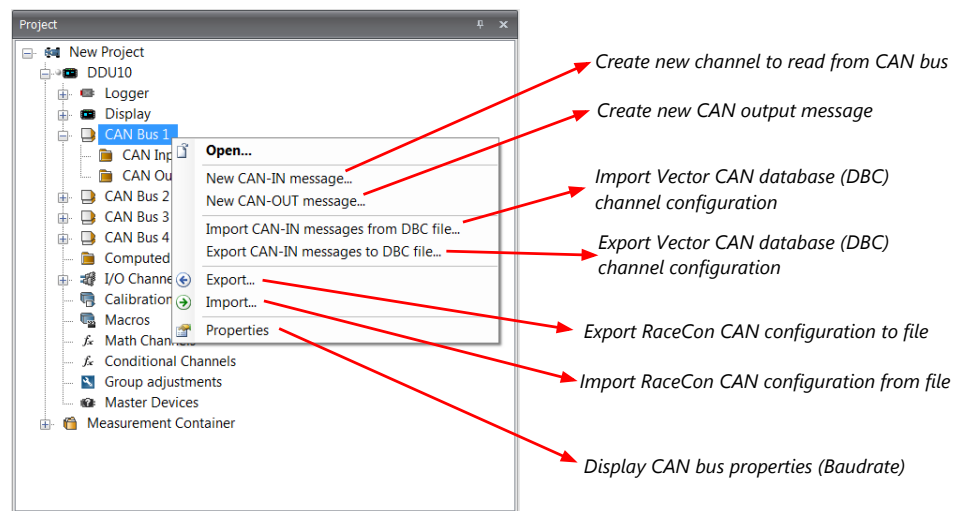 Project
New Project
DDU10
Logger
Display
CAN Bus 1
CAN Inp
CAN Ou
CAN Bus 2
CAN Bus 3
CAN Bus 4
Computed
I/O Channe
Calibration
Macros
fx Math Channels
fx Conditional Channels
Group adjustments
Master Devices
Measurement Container
Open...
New CAN-IN message...
New CAN-OUT message...
Import CAN-IN messages from DBC file...
Export CAN-IN messages to DBC file...
Export...
Import...
Properties
Create new channel to read from CAN bus
Create new CAN output message
Import Vector CAN database (DBC)
channel configuration
Export Vector CAN database (DBC)
channel configuration
Export RaceCon CAN configuration to file
Import RaceCon CAN configuration from file
Display CAN bus properties (Baudrate)